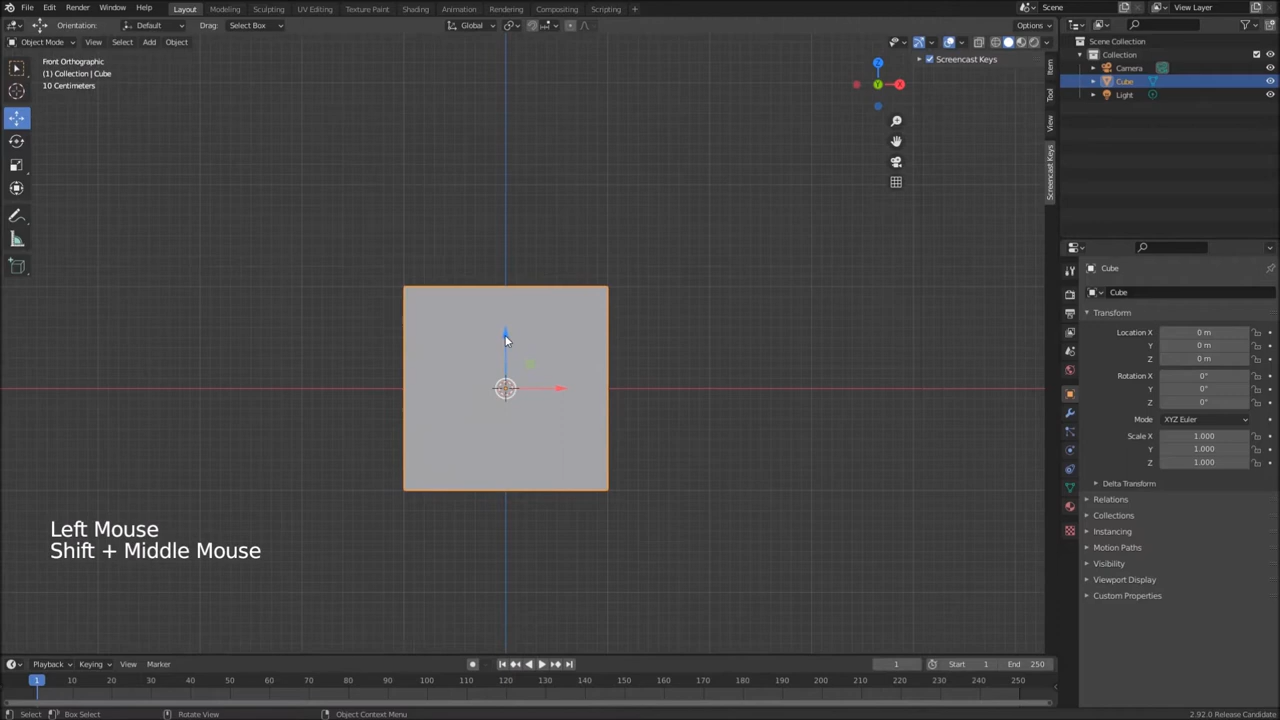 File Edit Render Window Help Layout Modeling Sculpting UV Editing Texture Paint Shading Animation Rendering Compositing Scripting + Scene View Layer
Orientation: Default Drag: Select Box Global Options
Object Mode View Select Add Object
Front Orthographic
(1) Collection | Cube
10 Centimeters
Z
X
Y
Screencast Keys
Item
Tool
View
Screencast Keys
Scene Collection
Collection
Camera
Cube
Light
Cube
Cube
Transform
Location X 0 m
Y 0 m
Z 0 m
Rotation X 0°
Y 0°
Z 0°
Mode XYZ Euler
Scale X 1.000
Y 1.000
Z 1.000
Delta Transform
Relations
Collections
Instancing
Motion Paths
Visibility
Viewport Display
Custom Properties
Left Mouse
Shift + Middle Mouse
Playback Keying View Marker 1 Start 1 End 250
1 10 20 30 40 50 60 70 80 90 100 110 120 130 140 150 160 170 180 190 200 210 220 230 240 250
Select Box Select Rotate View Object Context Menu 2.92.0 Release Candidate